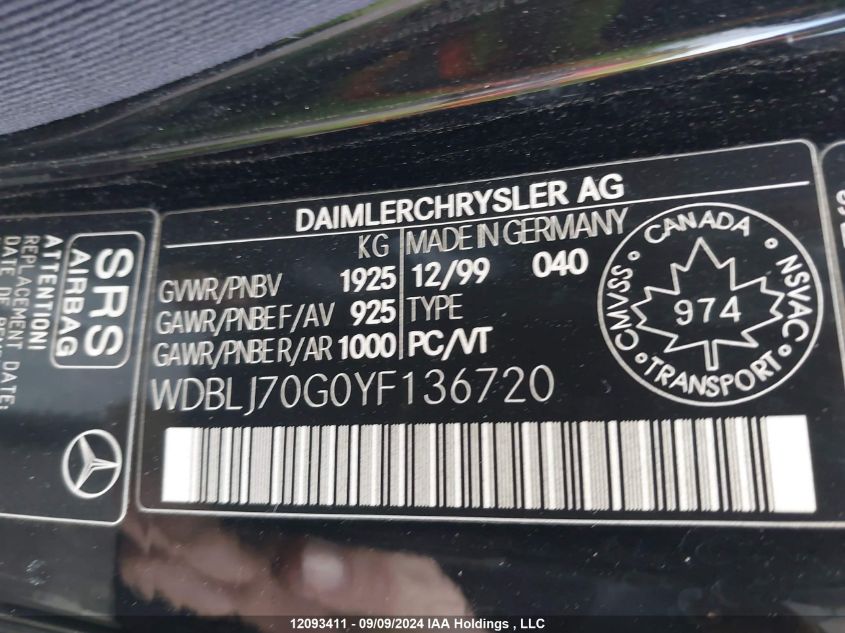 DAIMLERCHRYSLER AG
KG
MADE IN GERMANY
GVWR/PNBV 1925
12/99 040
GAWR/PNBE F/AV 925
TYPE
GAWR/PNBE R/AR 1000
PC/VT
WDBLJ70G0YF136720
CANADA
CMVSS
NSVAC
974
TRANSPORT
SRS
AIRBAG
ATTENTION!
REPLACEMENT
DATE OF
DATE:
12093411 - 09/09/2024 IAA Holdings , LLC